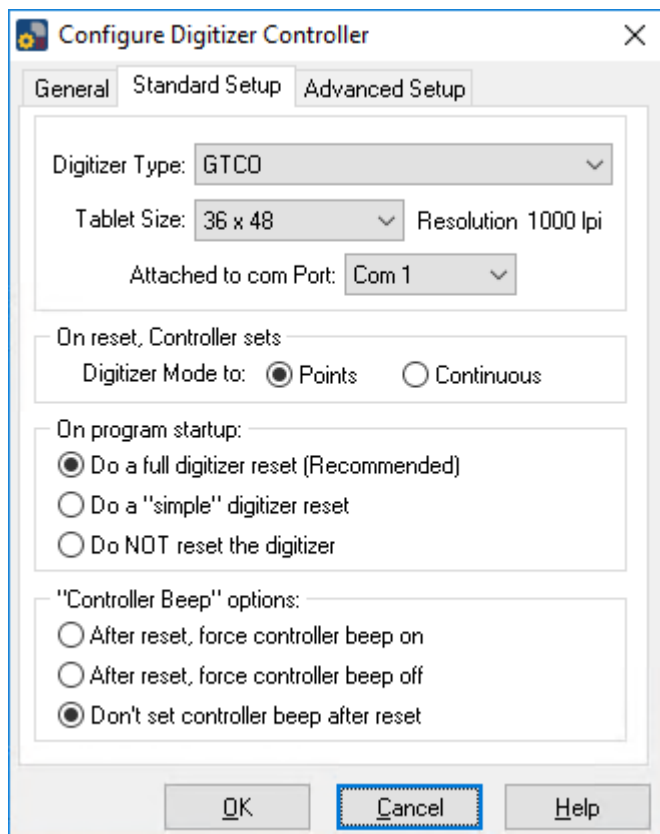 Configure Digitizer Controller
General Standard Setup Advanced Setup
Digitizer Type: GTCO
Tablet Size: 36 x 48 Resolution 1000 lpi
Attached to com Port: Com 1
On reset, Controller sets
Digitizer Mode to: Points Continuous
On program startup:
Do a full digitizer reset (Recommended)
Do a "simple" digitizer reset
Do NOT reset the digitizer
"Controller Beep" options:
After reset, force controller beep on
After reset, force controller beep off
Don't set controller beep after reset
OK Cancel Help